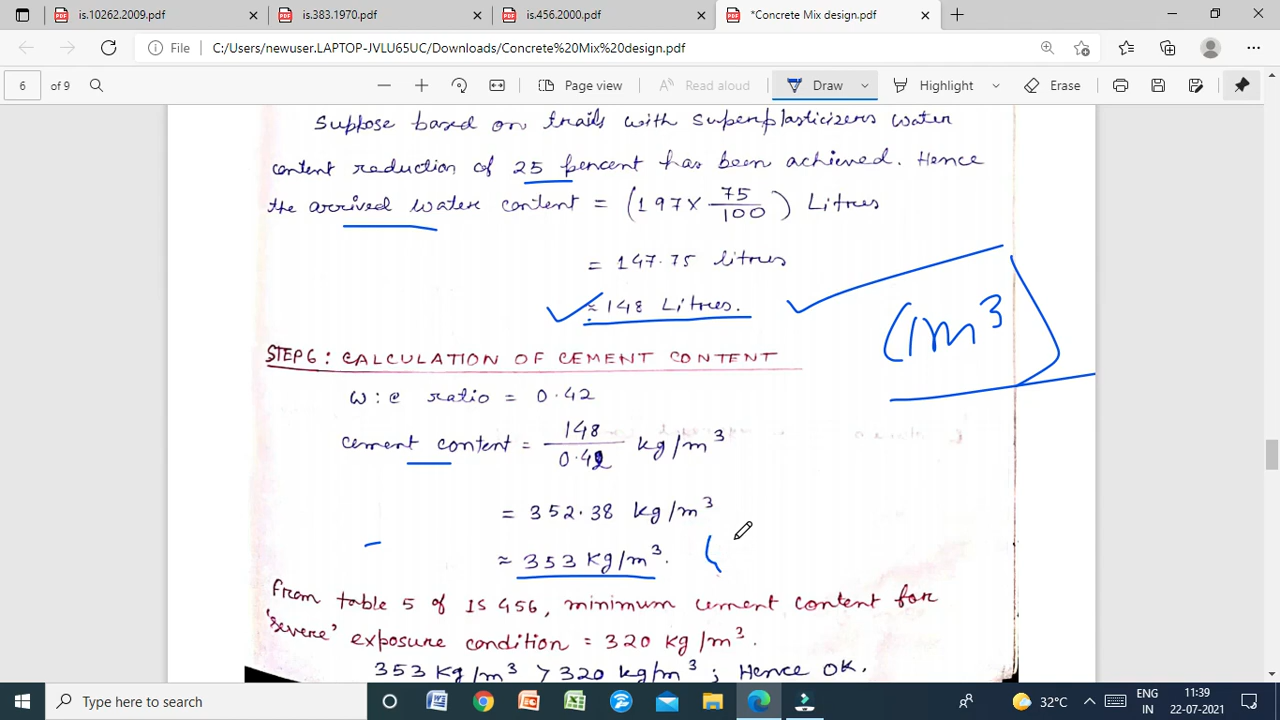 is.10262.2009.pdf
is.383.1970.pdf
is.456.2000.pdf
*Concrete Mix design.pdf
File
C:/Users/newuser.LAPTOP-JVLU65UC/Downloads/Concrete%20Mix%20design.pdf
6 of 9
Page view
Read aloud
Draw
Highlight
Erase
Suppose based on trails with superplasticizers water
content reduction of 25 percent has been achieved. Hence
the arrived water content = (197 × 75/100) Litres
= 147.75 litres
≈ 148 Litres.
(1m³)
STEP 6: CALCULATION OF CEMENT CONTENT
w:c ratio = 0.42
cement content = 148/0.42 kg/m³
= 352.38 kg/m³
≈ 353 kg/m³.
From table 5 of IS 456, minimum cement content for
'severe' exposure condition = 320 kg/m³.
353 Kg/m³ > 320 kg/m³ ; Hence OK.
Type here to search
32°C
ENG
IN
11:39
22-07-2021